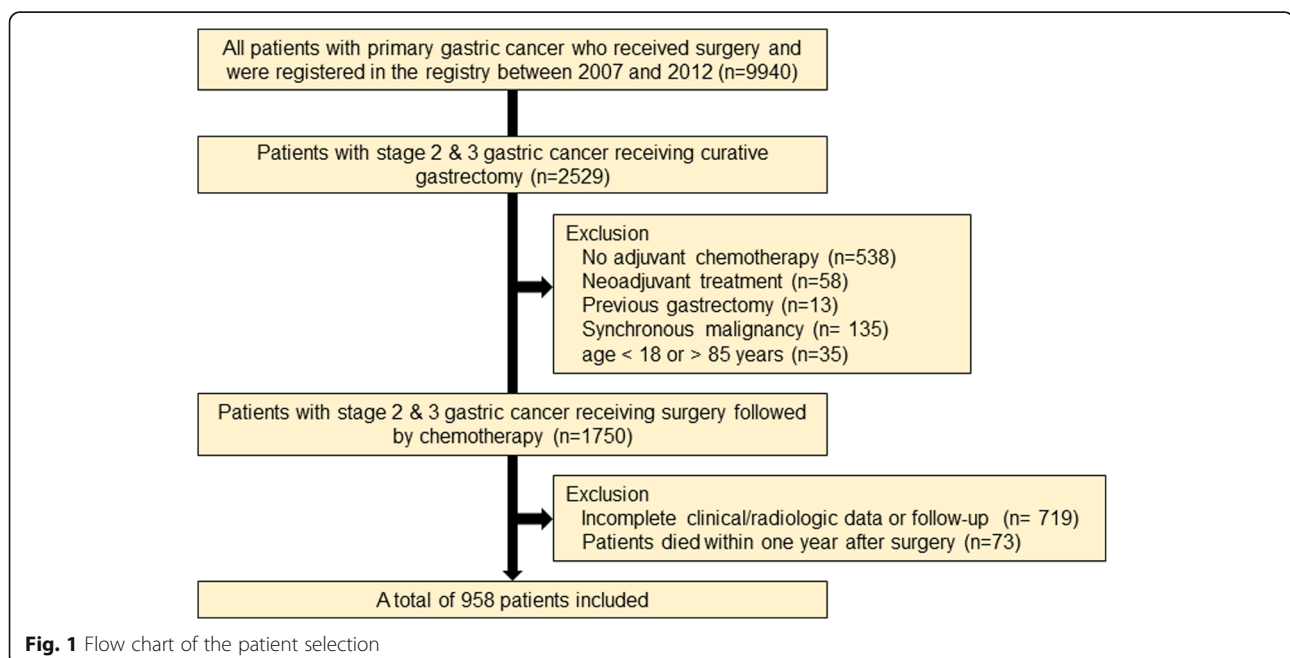 All patients with primary gastric cancer who received surgery and
were registered in the registry between 2007 and 2012 (n=9940)
Patients with stage 2 & 3 gastric cancer receiving curative
gastrectomy (n=2529)
Exclusion
No adjuvant chemotherapy (n=538)
Neoadjuvant treatment (n=58)
Previous gastrectomy (n=13)
Synchronous malignancy (n= 135)
age < 18 or > 85 years (n=35)
Patients with stage 2 & 3 gastric cancer receiving surgery followed
by chemotherapy (n=1750)
Exclusion
Incomplete clinical/radiologic data or follow-up (n= 719)
Patients died within one year after surgery (n=73)
A total of 958 patients included
Fig. 1 Flow chart of the patient selection